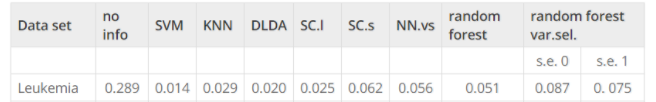 Data set no info SVM KNN DLDA SC.l SC.s NN.vs random forest random forest var.sel.
s.e. 0 s.e. 1
Leukemia 0.289 0.014 0.029 0.020 0.025 0.062 0.056 0.051 0.087 0. 075